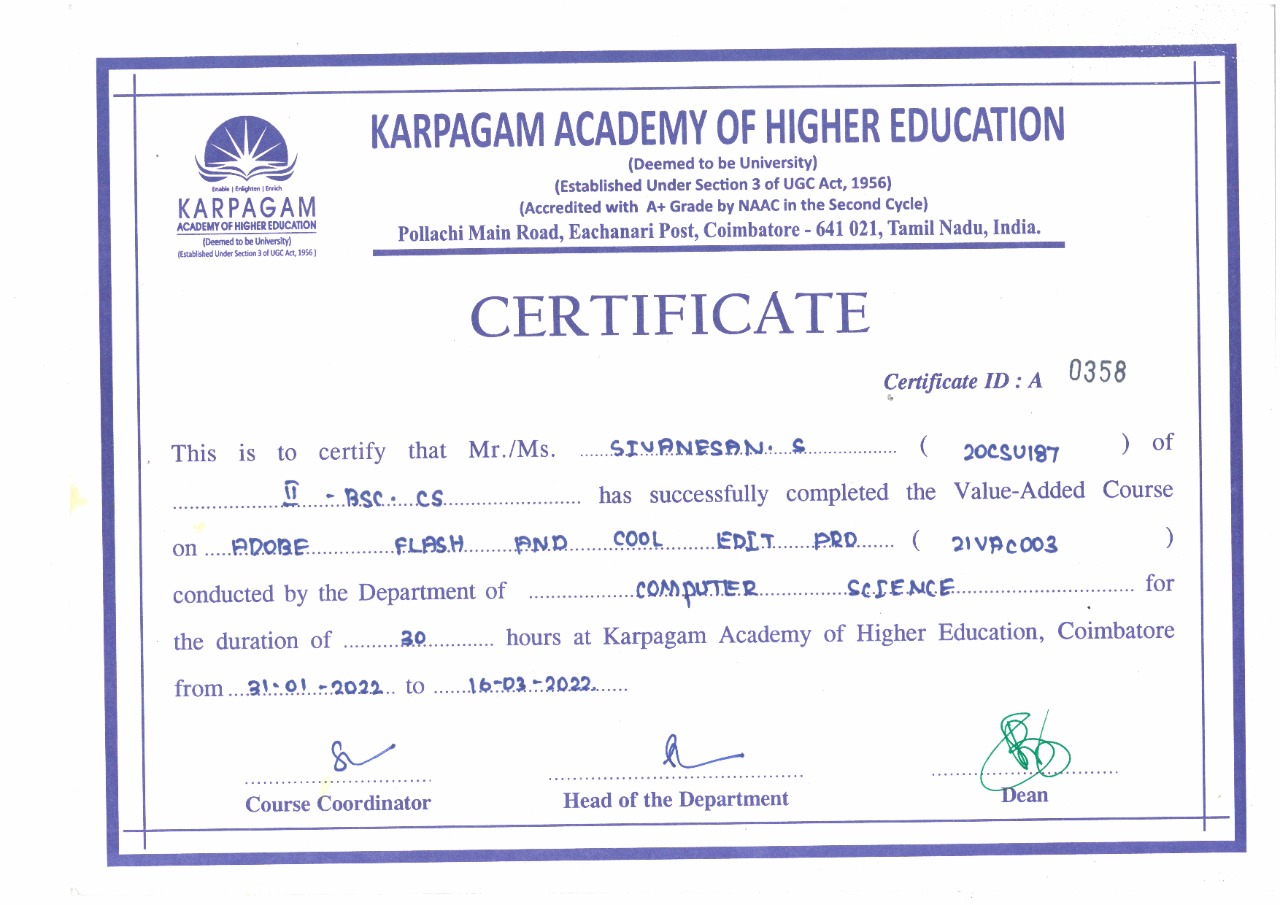 Enable | Enlighten | Enrich
KARPAGAM
ACADEMY OF HIGHER EDUCATION
(Deemed to be University)
(Established Under Section 3 of UGC Act, 1956 )
KARPAGAM ACADEMY OF HIGHER EDUCATION
(Deemed to be University)
(Established Under Section 3 of UGC Act, 1956)
(Accredited with A+ Grade by NAAC in the Second Cycle)
Pollachi Main Road, Eachanari Post, Coimbatore - 641 021, Tamil Nadu, India.
CERTIFICATE
Certificate ID : A 0358
This is to certify that Mr./Ms. SIVANESAN. S ( 20CSU187 ) of
II - BSC. CS has successfully completed the Value-Added Course
on ADOBE FLASH AND COOL EDIT PRO ( 21VAC003 )
conducted by the Department of COMPUTER SCIENCE for
the duration of 30 hours at Karpagam Academy of Higher Education, Coimbatore
from 31-01-2022 to 16-03-2022
Course Coordinator
Head of the Department
Dean